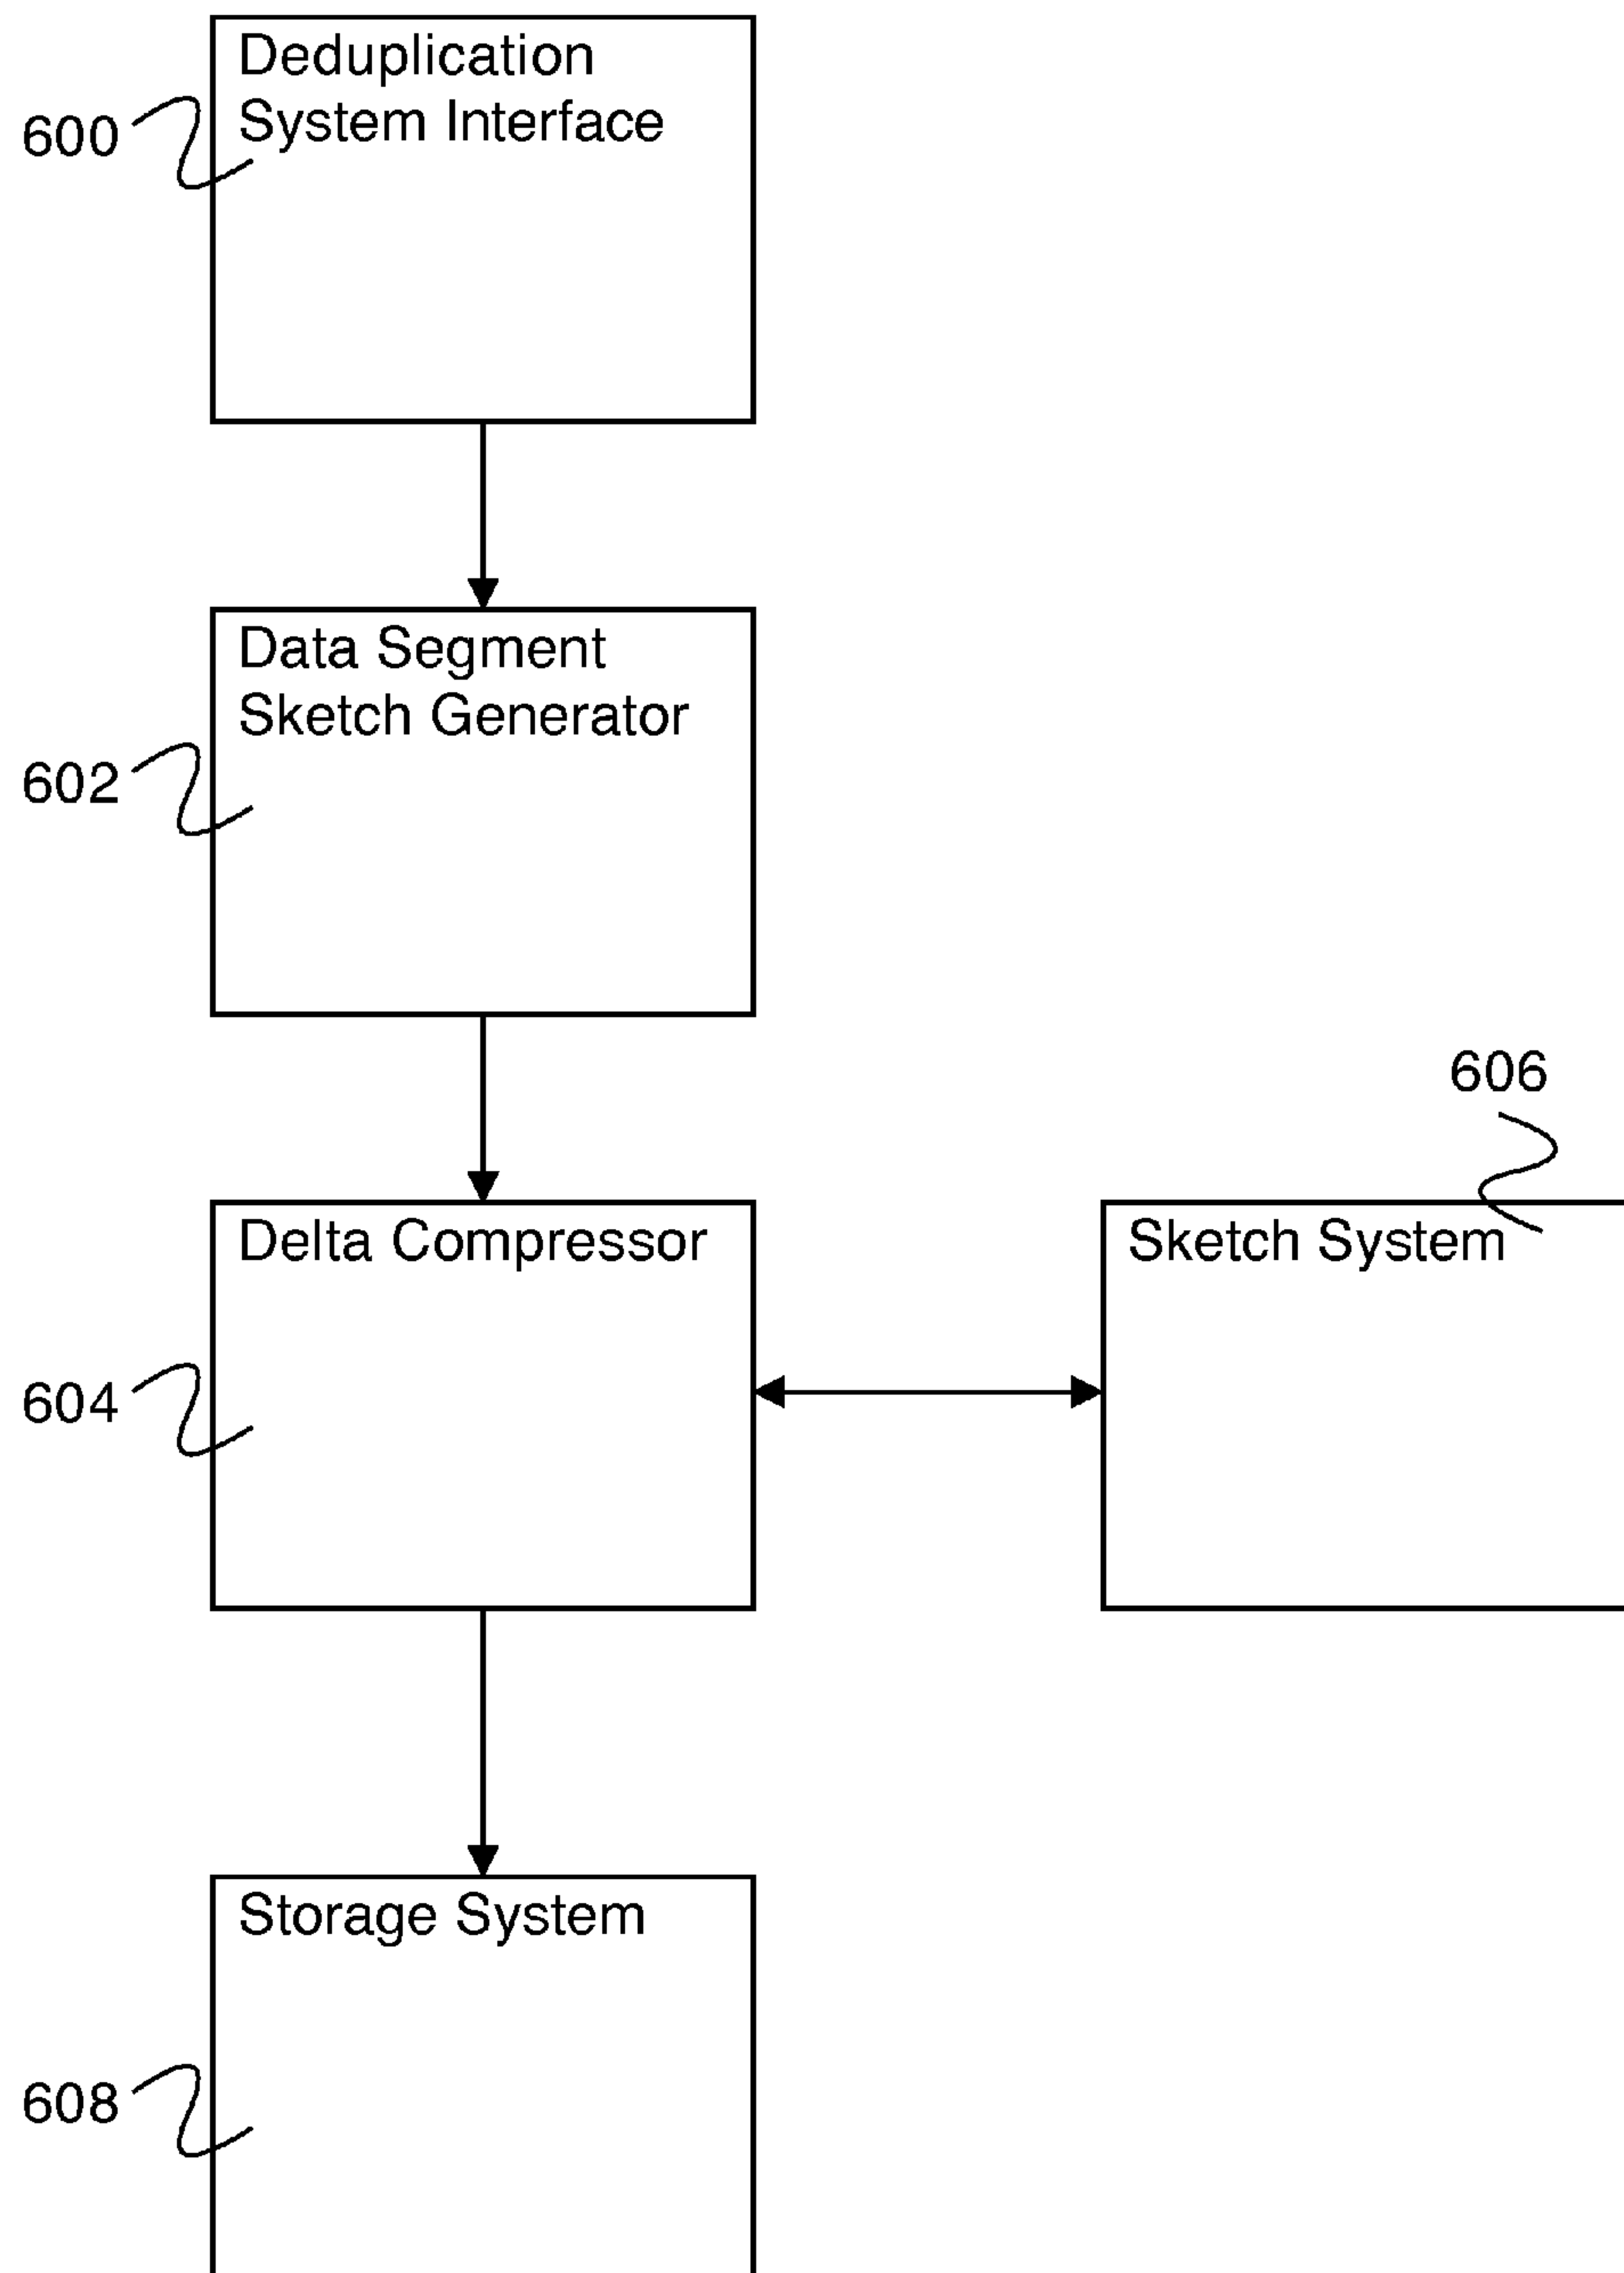 Deduplication
System Interface
600
Data Segment
Sketch Generator
602
606
Delta Compressor
Sketch System
604
Storage System
608